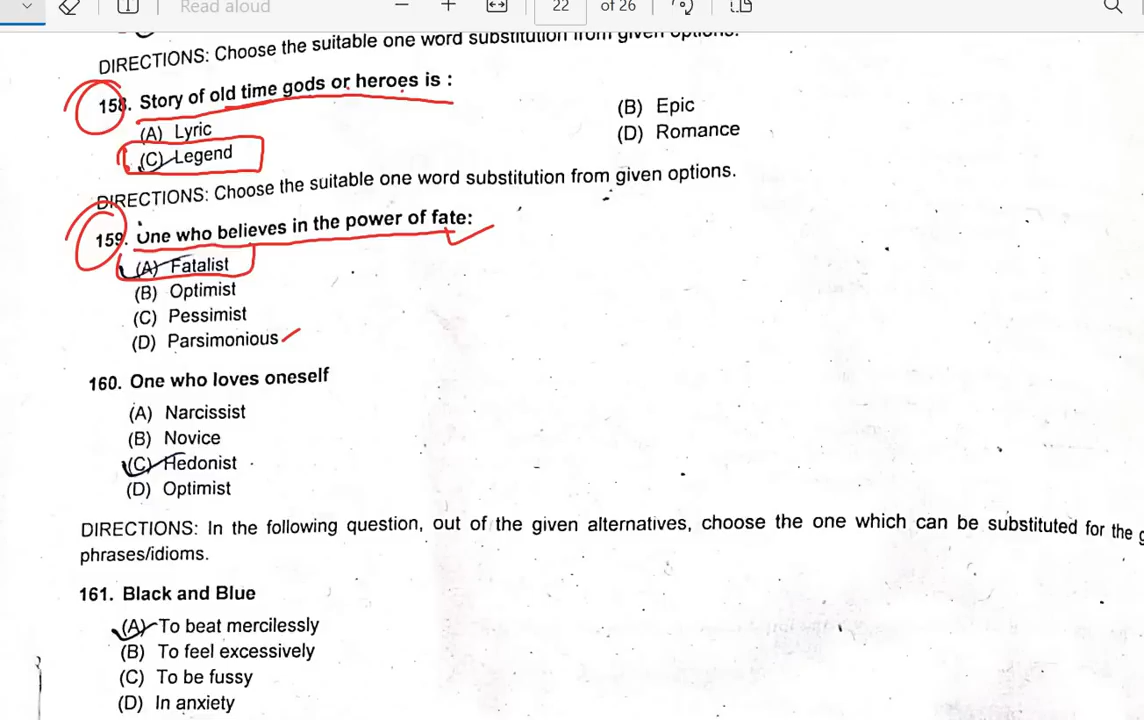 Read aloud
22 of 26
DIRECTIONS: Choose the suitable one word substitution from given options.
158. Story of old time gods or heroes is :
(A) Lyric
(B) Epic
(C) Legend
(D) Romance
DIRECTIONS: Choose the suitable one word substitution from given options.
159. One who believes in the power of fate:
(A) Fatalist
(B) Optimist
(C) Pessimist
(D) Parsimonious
160. One who loves oneself
(A) Narcissist
(B) Novice
(C) Hedonist
(D) Optimist
DIRECTIONS: In the following question, out of the given alternatives, choose the one which can be substituted for the
phrases/idioms.
161. Black and Blue
(A) To beat mercilessly
(B) To feel excessively
(C) To be fussy
(D) In anxiety